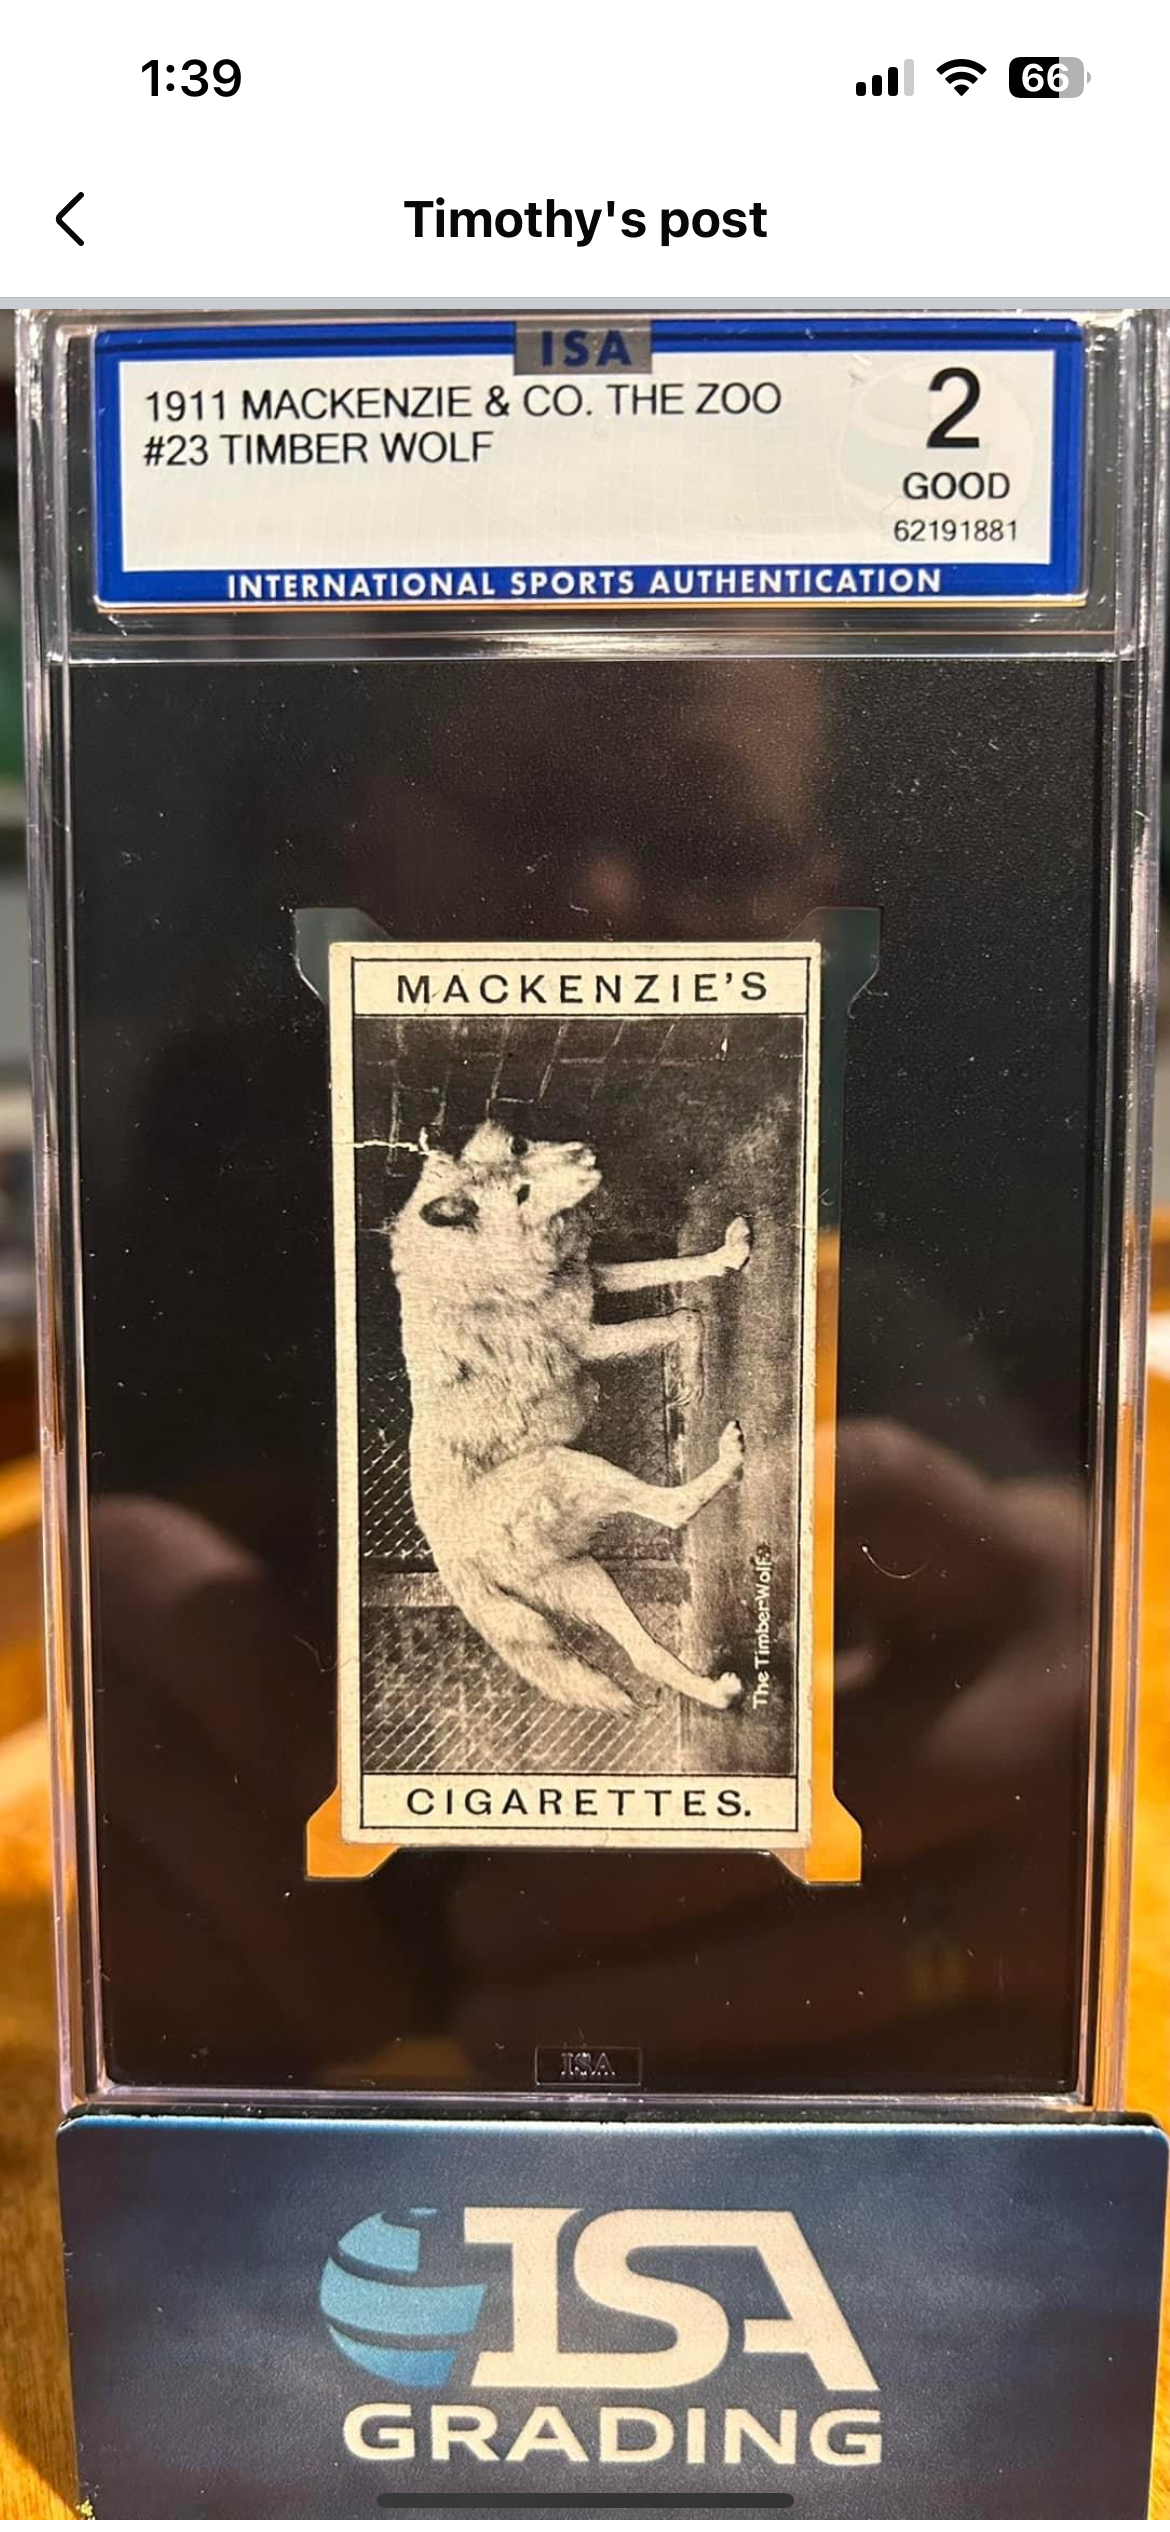 1:39
66
Timothy's post
ISA
1911 MACKENZIE & CO. THE ZOO
#23 TIMBER WOLF
2
GOOD
62191881
INTERNATIONAL SPORTS AUTHENTICATION
MACKENZIE'S
The Timber Wolf.
CIGARETTES.
ISA
ISA
GRADING